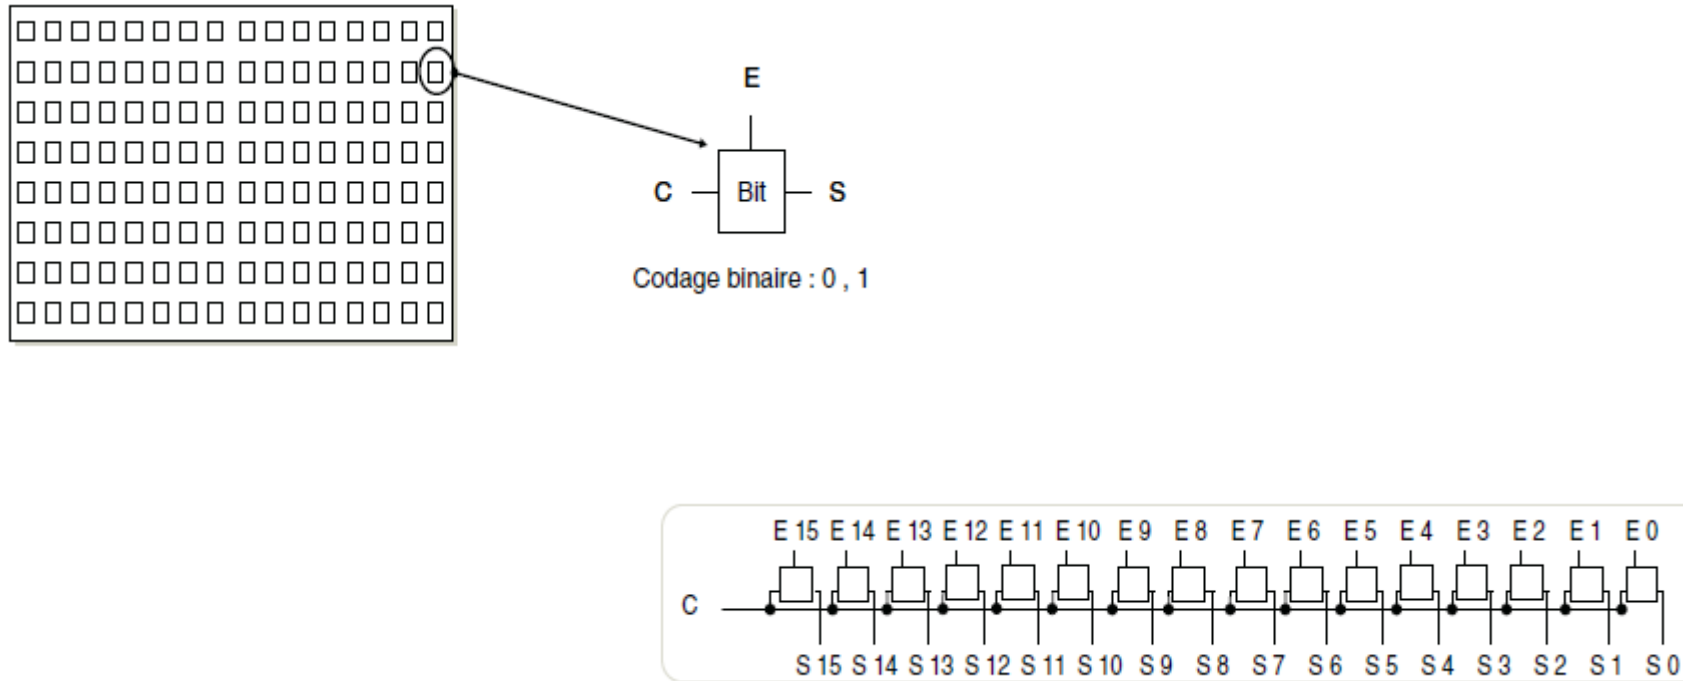 E
C Bit S
Codage binaire : 0 , 1
E 15 E 14 E 13 E 12 E 11 E 10 E 9 E 8 E 7 E 6 E 5 E 4 E 3 E 2 E 1 E 0
C
S 15 S 14 S 13 S 12 S 11 S 10 S 9 S 8 S 7 S 6 S 5 S 4 S 3 S 2 S 1 S 0